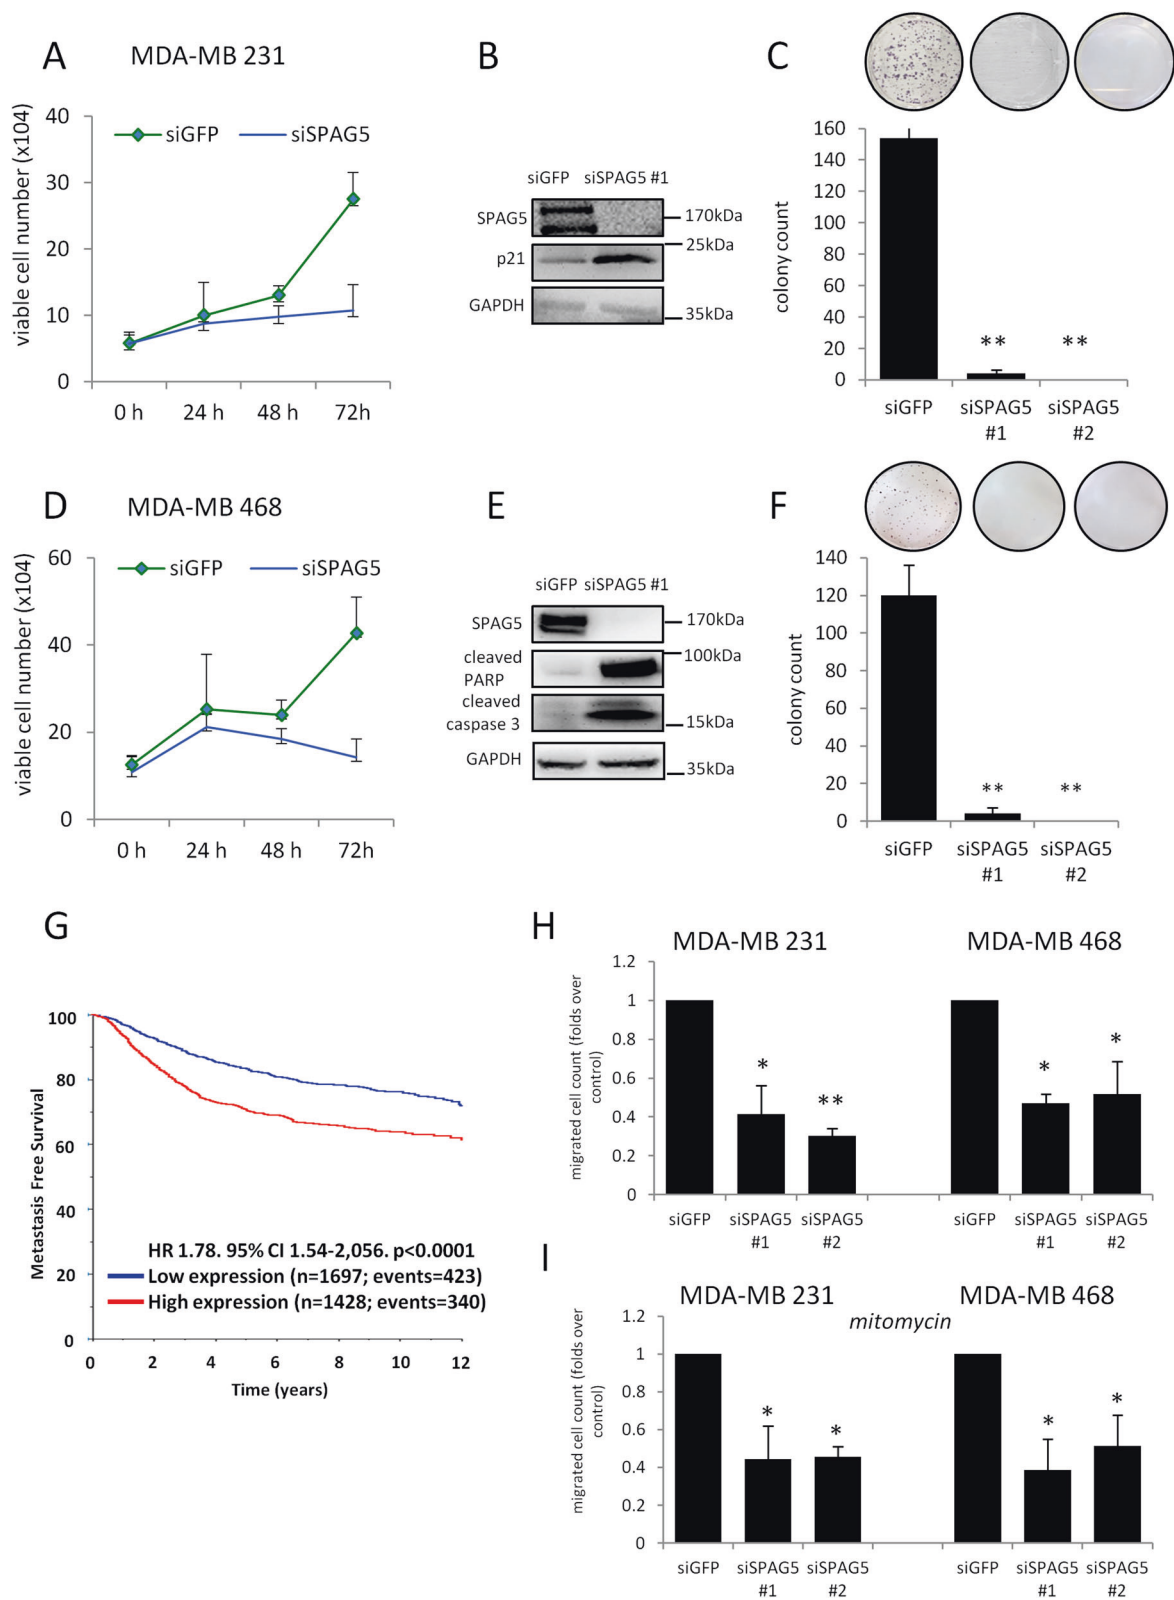 A
MDA-MB 231
viable cell number (x104)
40
30
20
10
0
siGFP
siSPAG5
0 h
24 h
48 h
72h
B
siGFP
siSPAG5 #1
SPAG5
170kDa
25kDa
p21
GAPDH
35kDa
C
colony count
160
140
120
100
80
60
40
20
0
**
**
siGFP
siSPAG5
#1
siSPAG5
#2
D
MDA-MB 468
viable cell number (x104)
60
40
20
0
siGFP
siSPAG5
0 h
24 h
48 h
72h
E
siGFP
siSPAG5 #1
SPAG5
170kDa
cleaved
PARP
100kDa
cleaved
caspase 3
15kDa
GAPDH
35kDa
F
colony count
140
120
100
80
60
40
20
0
**
**
siGFP
siSPAG5
#1
siSPAG5
#2
G
Metastasis Free Survival
100
80
60
40
20
0
HR 1.78. 95% CI 1.54-2,056. p<0.0001
Low expression (n=1697; events=423)
High expression (n=1428; events=340)
0
2
4
6
8
10
12
Time (years)
H
MDA-MB 231
MDA-MB 468
migrated cell count (folds over
control)
1.2
1
0.8
0.6
0.4
0.2
0
*
**
*
*
siGFP
siSPAG5
#1
siSPAG5
#2
siGFP
siSPAG5
#1
siSPAG5
#2
I
MDA-MB 231
MDA-MB 468
mitomycin
migrated cell count (folds over
control)
1.2
1
0.8
0.6
0.4
0.2
0
*
*
*
*
siGFP
siSPAG5
#1
siSPAG5
#2
siGFP
siSPAG5
#1
siSPAG5
#2